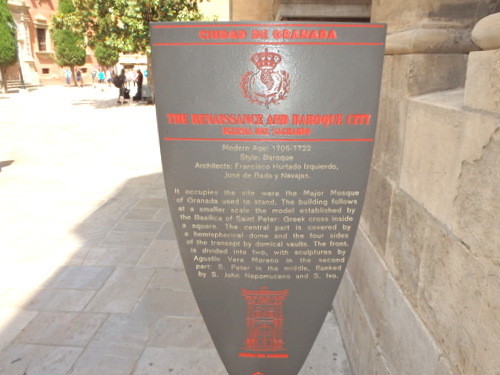 CIUDAD DE GRANADA
THE RENAISSANCE AND BAROQUE CITY
IGLESIA DEL SAGRARIO
Modern Age: 1705-1722
Style: Baroque
Architects: Francisco Hurtado Izquierdo,
José de Bada y Navajas.
It occupies the site were the Major Mosque
of Granada used to stand. The building follows
at a smaller scale the model established by
the Basilica of Saint Peter: Greek cross inside
a square. The central part is covered by
a hemispherical dome and the four sides
of the transept by domical vaults. The front,
is divided into two, with sculptures by
Agustín Vera Moreno in the second
part: S. Peter in the middle, flanked
by S. John Nepomuceno and S. Ivo.